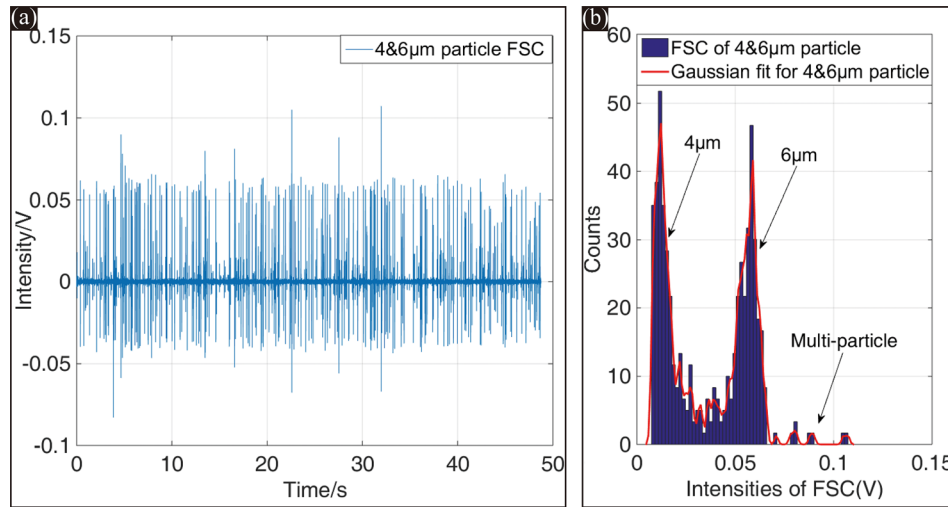 (a)
0.15
0.1
0.05
0
-0.05
-0.1
Intensity/V
4&6μm particle FSC
0 10 20 30 40 50
Time/s
(b)
60
50
40
30
20
10
0
Counts
FSC of 4&6μm particle
Gaussian fit for 4&6μm particle
4μm
6μm
Multi-particle
0 0.05 0.1 0.15
Intensities of FSC(V)